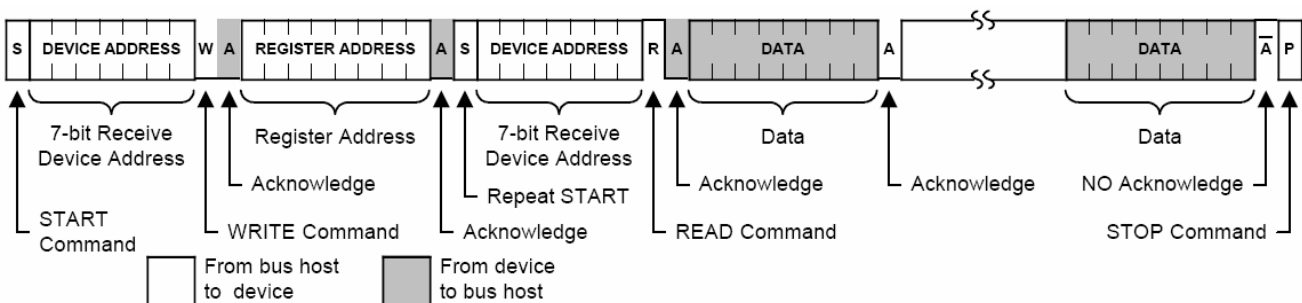 S DEVICE ADDRESS W A REGISTER ADDRESS A S DEVICE ADDRESS R A DATA A DATA A P
7-bit Receive
Device Address
Register Address
7-bit Receive
Device Address
Data
Data
Acknowledge
Repeat START
Acknowledge
Acknowledge
NO Acknowledge
START
Command
WRITE Command
Acknowledge
READ Command
STOP Command
From bus host
to device
From device
to bus host